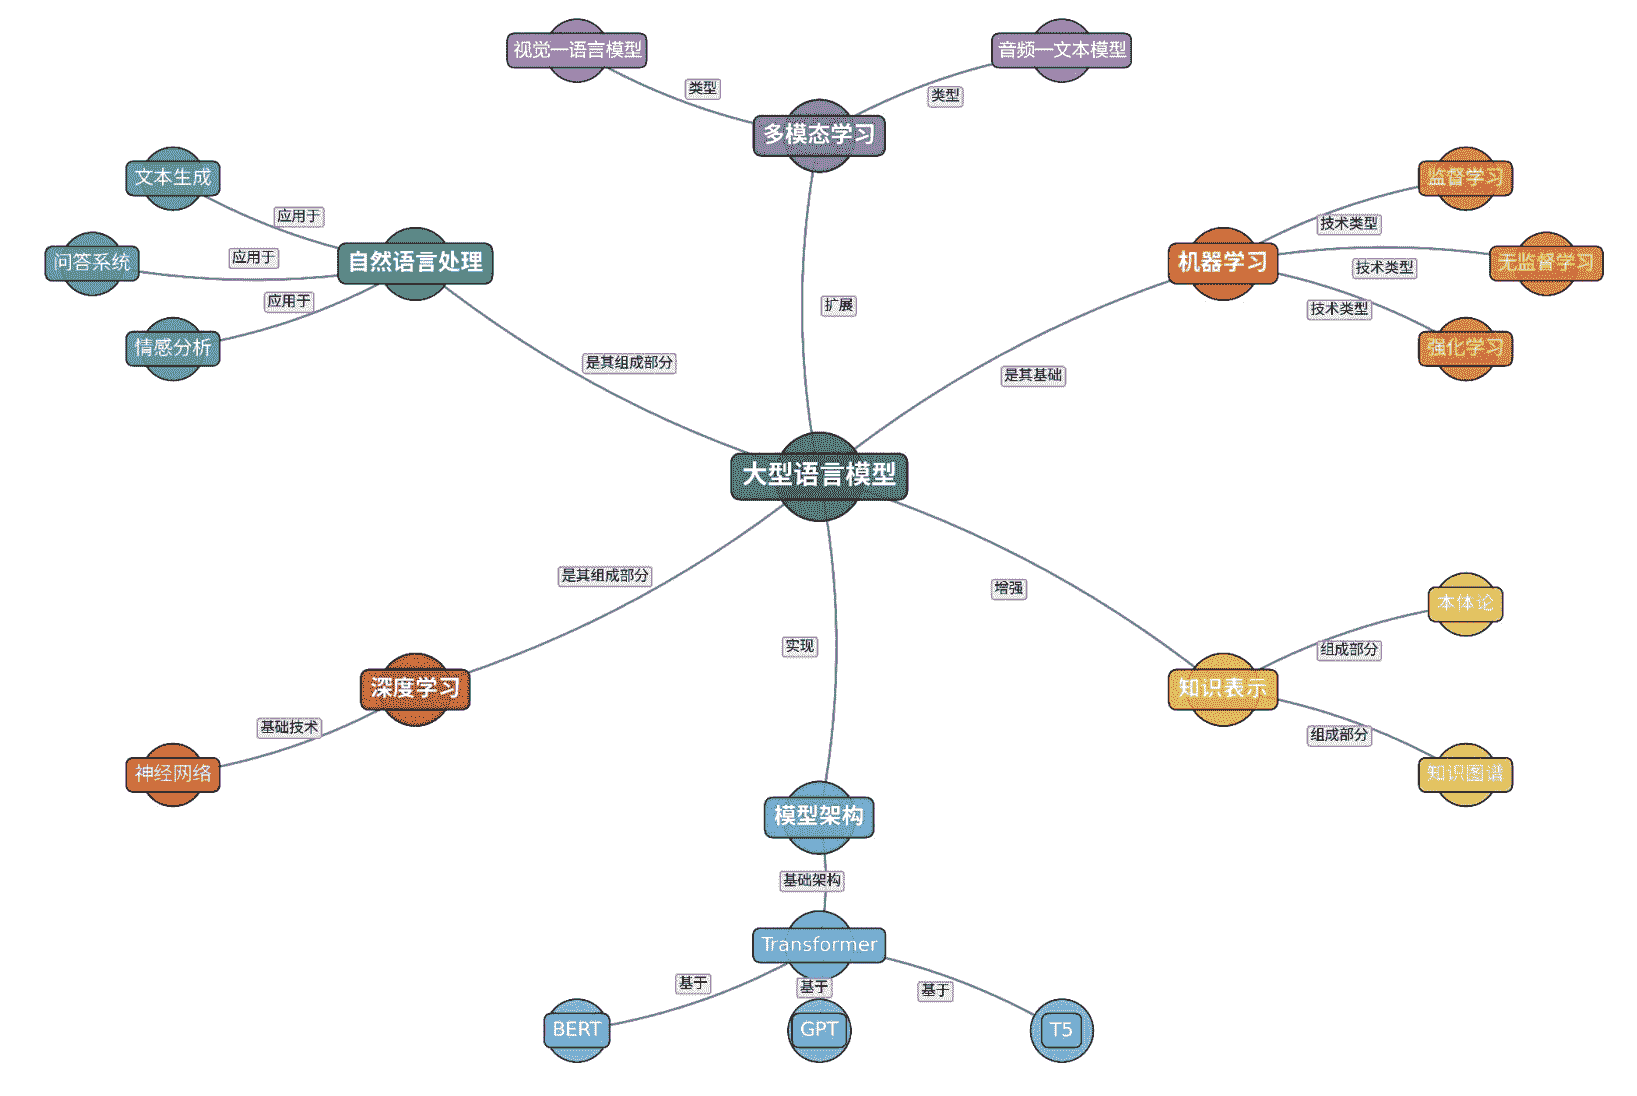 视觉—语言模型
音频—文本模型
类型
类型
多模态学习
文本生成
监督学习
应用于
技术类型
问答系统
应用于
自然语言处理
机器学习
无监督学习
技术类型
应用于
扩展
技术类型
情感分析
强化学习
是其组成部分
是其基础
大型语言模型
是其组成部分
增强
本体论
实现
组成部分
深度学习
知识表示
基础技术
组成部分
神经网络
知识图谱
模型架构
基础架构
Transformer
基于
基于
基于
BERT
GPT
T5